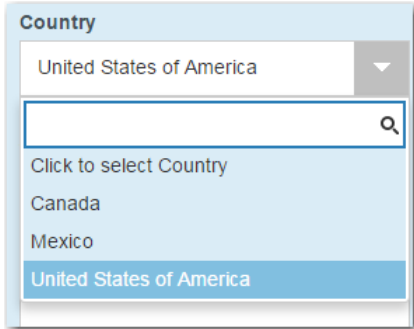 Country
United States of America
Click to select Country
Canada
Mexico
United States of America